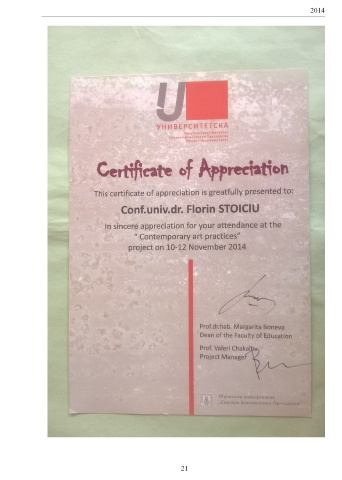 2014
УНИВЕРСИТЕТСКА
Certificate of Appreciation
This certificate of appreciation is greatfully presented to:
Conf.univ.dr. Florin STOICIU
In sincere appreciation for your attendance at the
" Contemporary art practices"
project on 10-12 November 2014
Prof.dr.hab. Margarita Boneva
Dean of the Faculty of Education
Prof. Valeri Chakalov
Project Manager
21